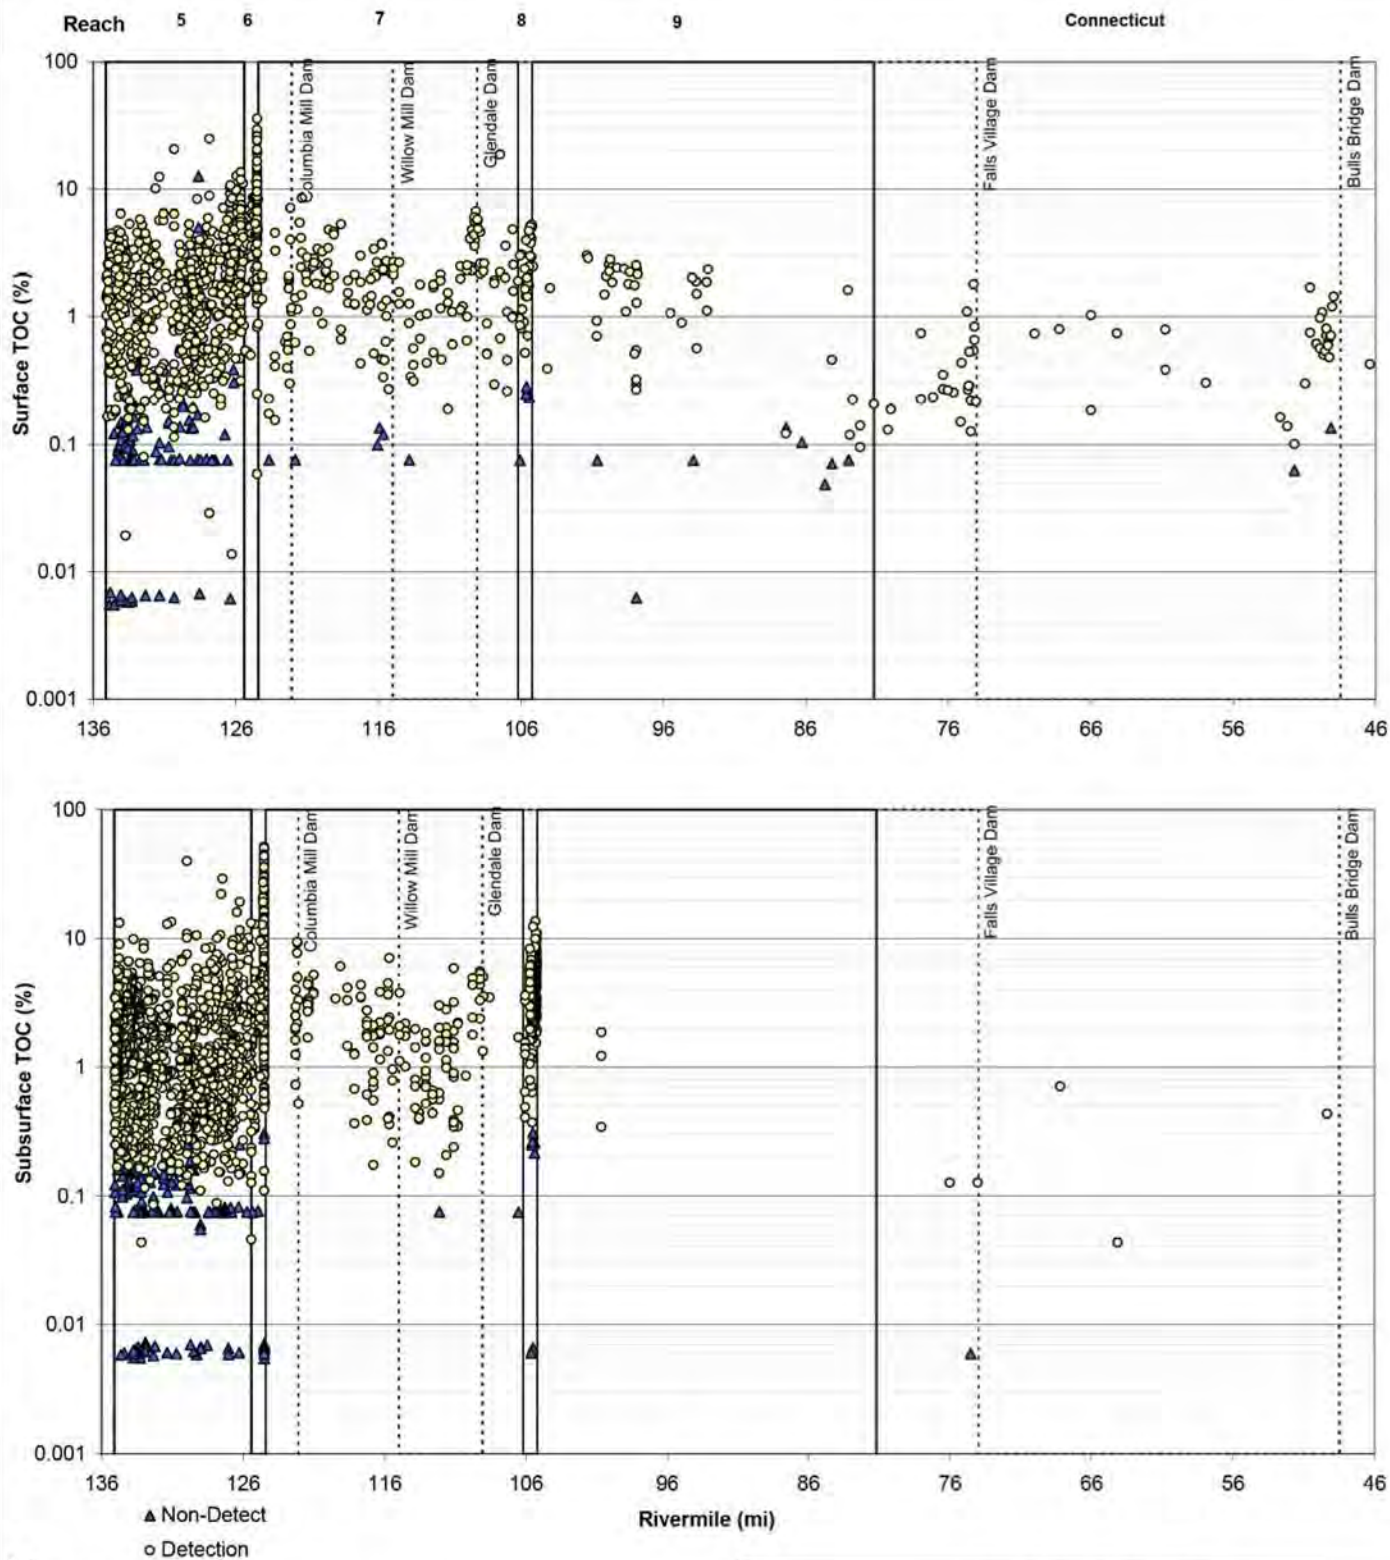 Reach 5 6 7 8 9 Connecticut
Surface TOC (%)
100
10
1
0.1
0.01
0.001
Columbia Mill Dam
Willow Mill Dam
Glendale Dam
Falls Village Dam
Bulls Bridge Dam
136 126 116 106 96 86 76 66 56 46
Subsurface TOC (%)
100
10
1
0.1
0.01
0.001
Columbia Mill Dam
Willow Mill Dam
Glendale Dam
Falls Village Dam
Bulls Bridge Dam
136 126 116 106 96 86 76 66 56 46
Rivermile (mi)
Non-Detect
Detection